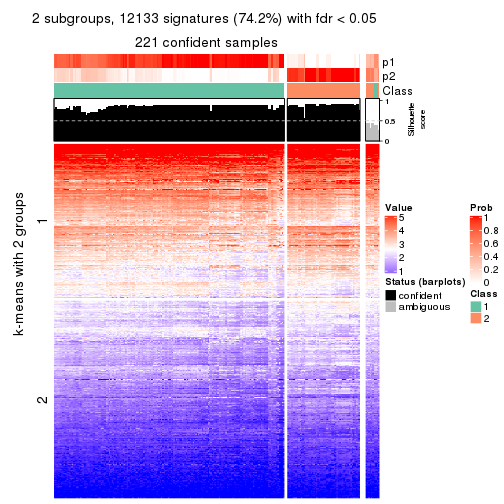 2 subgroups, 12133 signatures (74.2%) with fdr < 0.05
221 confident samples
p1
p2
Class
1
0.5
0
Silhouette
score
k-means with 2 groups
1
2
Value
5
4
3
2
1
Prob
1
0.8
0.6
0.4
0.2
0
Status (barplots)
confident
ambiguous
Class
1
2